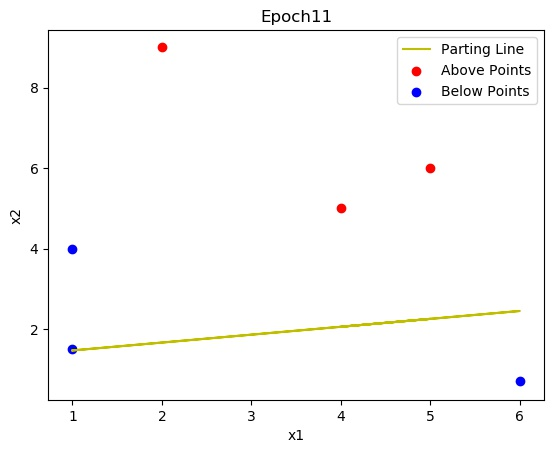 Epoch11
Parting Line
Above Points
Below Points
8
6
4
2
x2
1
2
3
4
5
6
x1